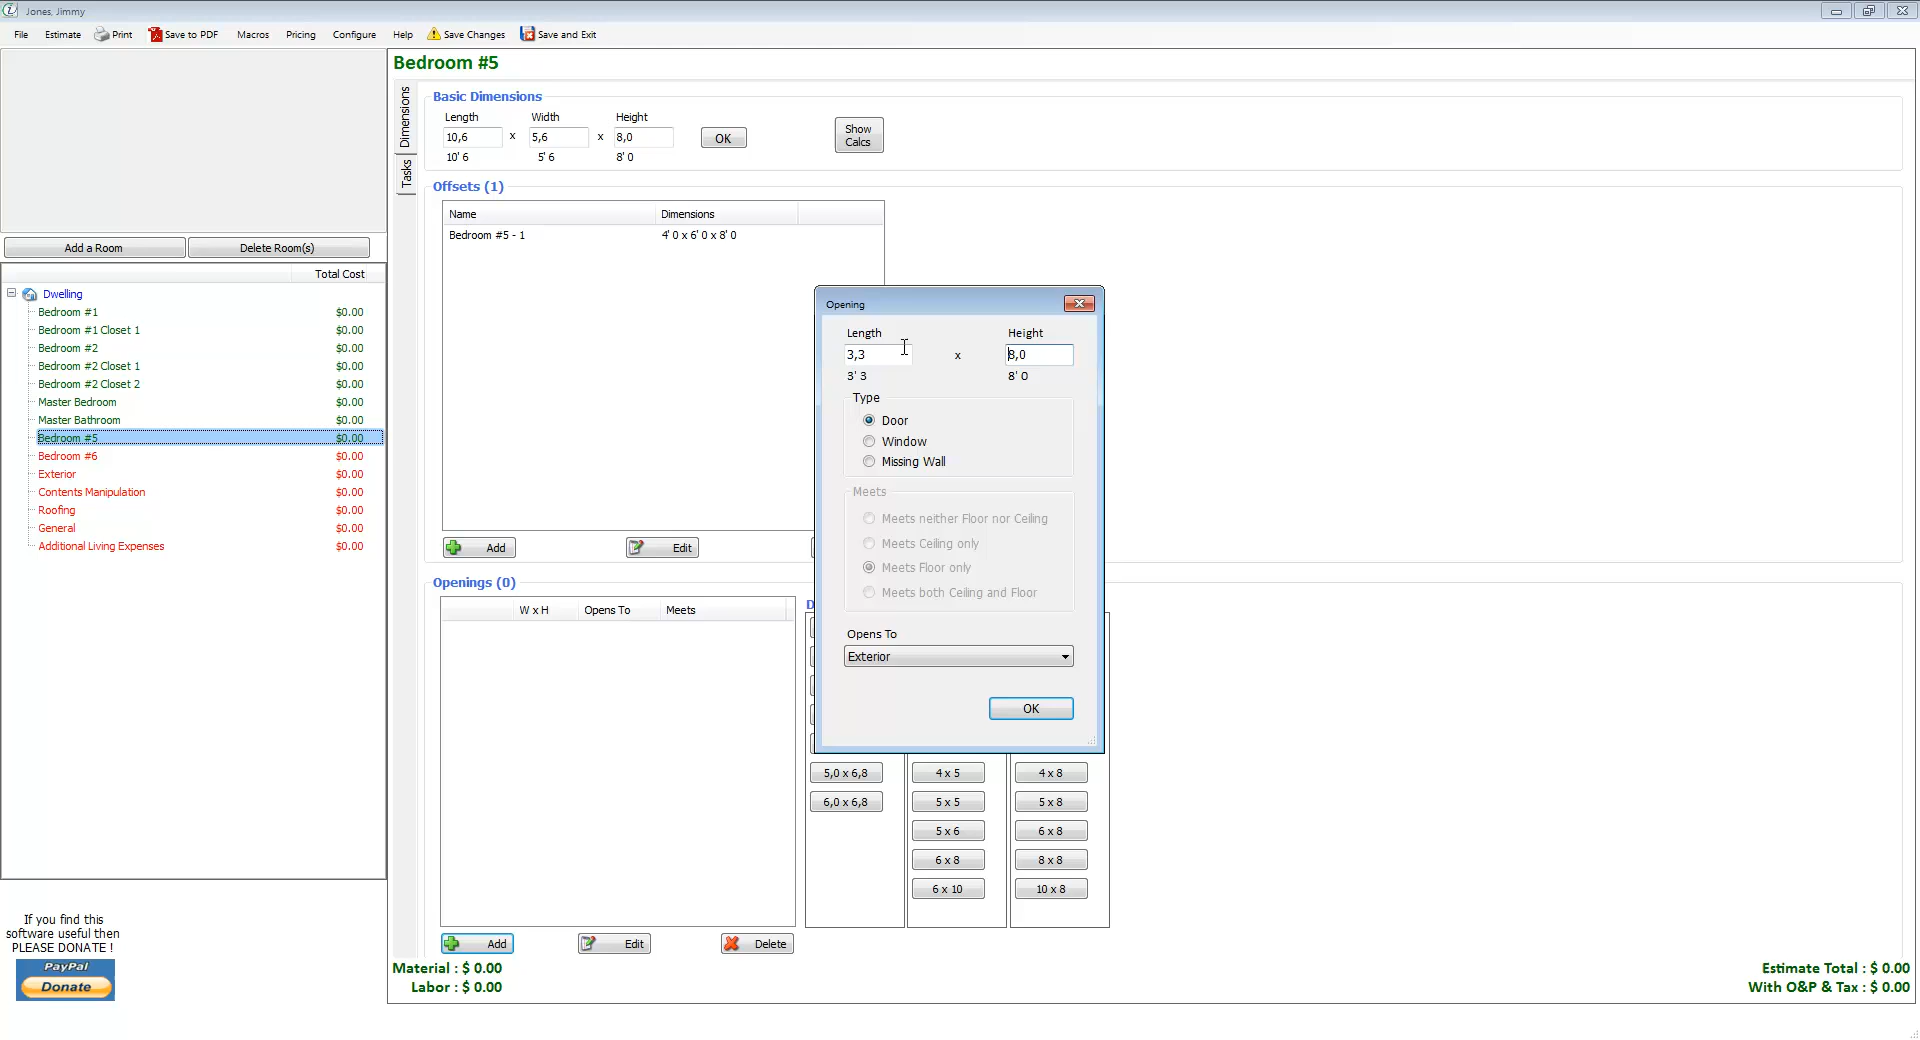 Jones, Jimmy
File Estimate Print Save to PDF Macros Pricing Configure Help Save Changes Save and Exit
Bedroom #5
Dimensions
Tasks
Basic Dimensions
Length Width Height
10,6 x 5,6 x 8,0 OK
10' 6 5' 6 8' 0
Show
Calcs
Offsets (1)
Name Dimensions
Bedroom #5 - 1 4' 0 x 6' 0 x 8' 0
Add Edit
Add a Room Delete Room(s)
Total Cost
Dwelling
Bedroom #1 $0.00
Bedroom #1 Closet 1 $0.00
Bedroom #2 $0.00
Bedroom #2 Closet 1 $0.00
Bedroom #2 Closet 2 $0.00
Master Bedroom $0.00
Master Bathroom $0.00
Bedroom #5 $0.00
Bedroom #6 $0.00
Exterior $0.00
Contents Manipulation $0.00
Roofing $0.00
General $0.00
Additional Living Expenses $0.00
Opening
Length Height
3,3 x 8,0
3' 3 8' 0
Type
Door
Window
Missing Wall
Meets
Meets neither Floor nor Ceiling
Meets Ceiling only
Meets Floor only
Meets both Ceiling and Floor
Opens To
Exterior
OK
Openings (0)
W x H Opens To Meets
D
5,0 x 6,8 4 x 5 4 x 8
6,0 x 6,8 5 x 5 5 x 8
5 x 6 6 x 8
6 x 8 8 x 8
6 x 10 10 x 8
Add Edit Delete
If you find this
software useful then
PLEASE DONATE !
PayPal
Donate
Material : $ 0.00
Labor : $ 0.00
Estimate Total : $ 0.00
With O&P & Tax : $ 0.00